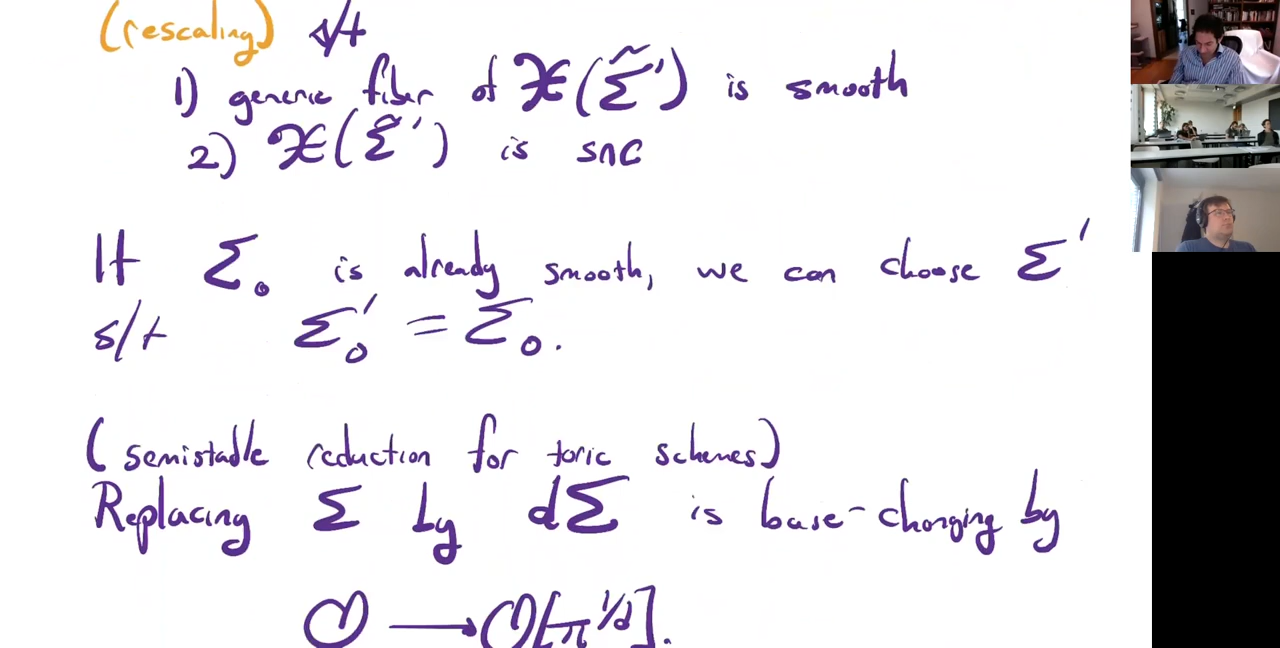 (rescaling) s/t
1) generic fiber of 𝒳(Σ̃') is smooth
2) 𝒳(Σ̃') is snc
If Σ₀ is already smooth, we can choose Σ'
s/t Σ₀' = Σ₀.
(semistable reduction for toric schemes)
Replacing Σ by dΣ is base-changing by
𝒪 → 𝒪[π^{1/d}].